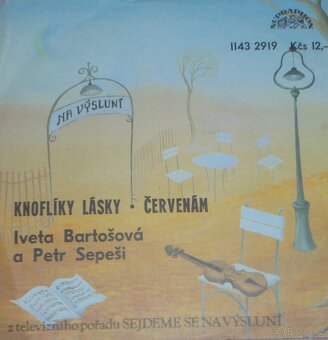 SUPRAPHON
1143 2919 Kčs 12,-
NA VÝSLUNÍ
KNOFLÍKY LÁSKY • ČERVENÁM
Iveta Bartošová
a Petr Sepeši
z televizního pořadu SEJDEME SE NA VÝSLUNÍ